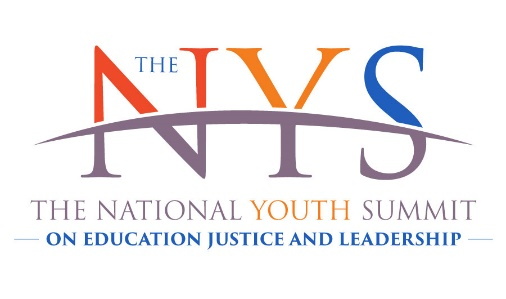 THE
NYS
THE NATIONAL YOUTH SUMMIT
ON EDUCATION JUSTICE AND LEADERSHIP